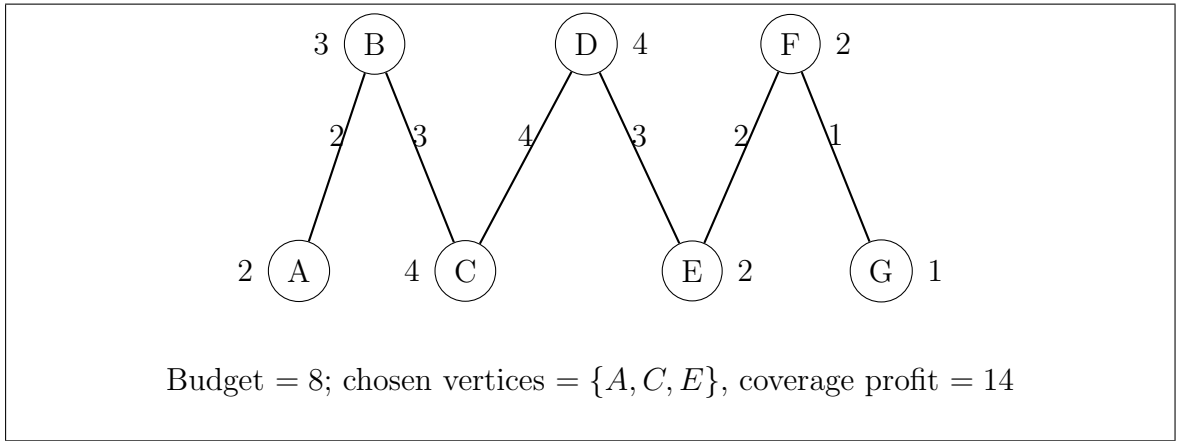 3 B D 4 F 2
2 3 4 3 2 1
2 A 4 C E 2 G 1
Budget = 8; chosen vertices = {A, C, E}, coverage profit = 14